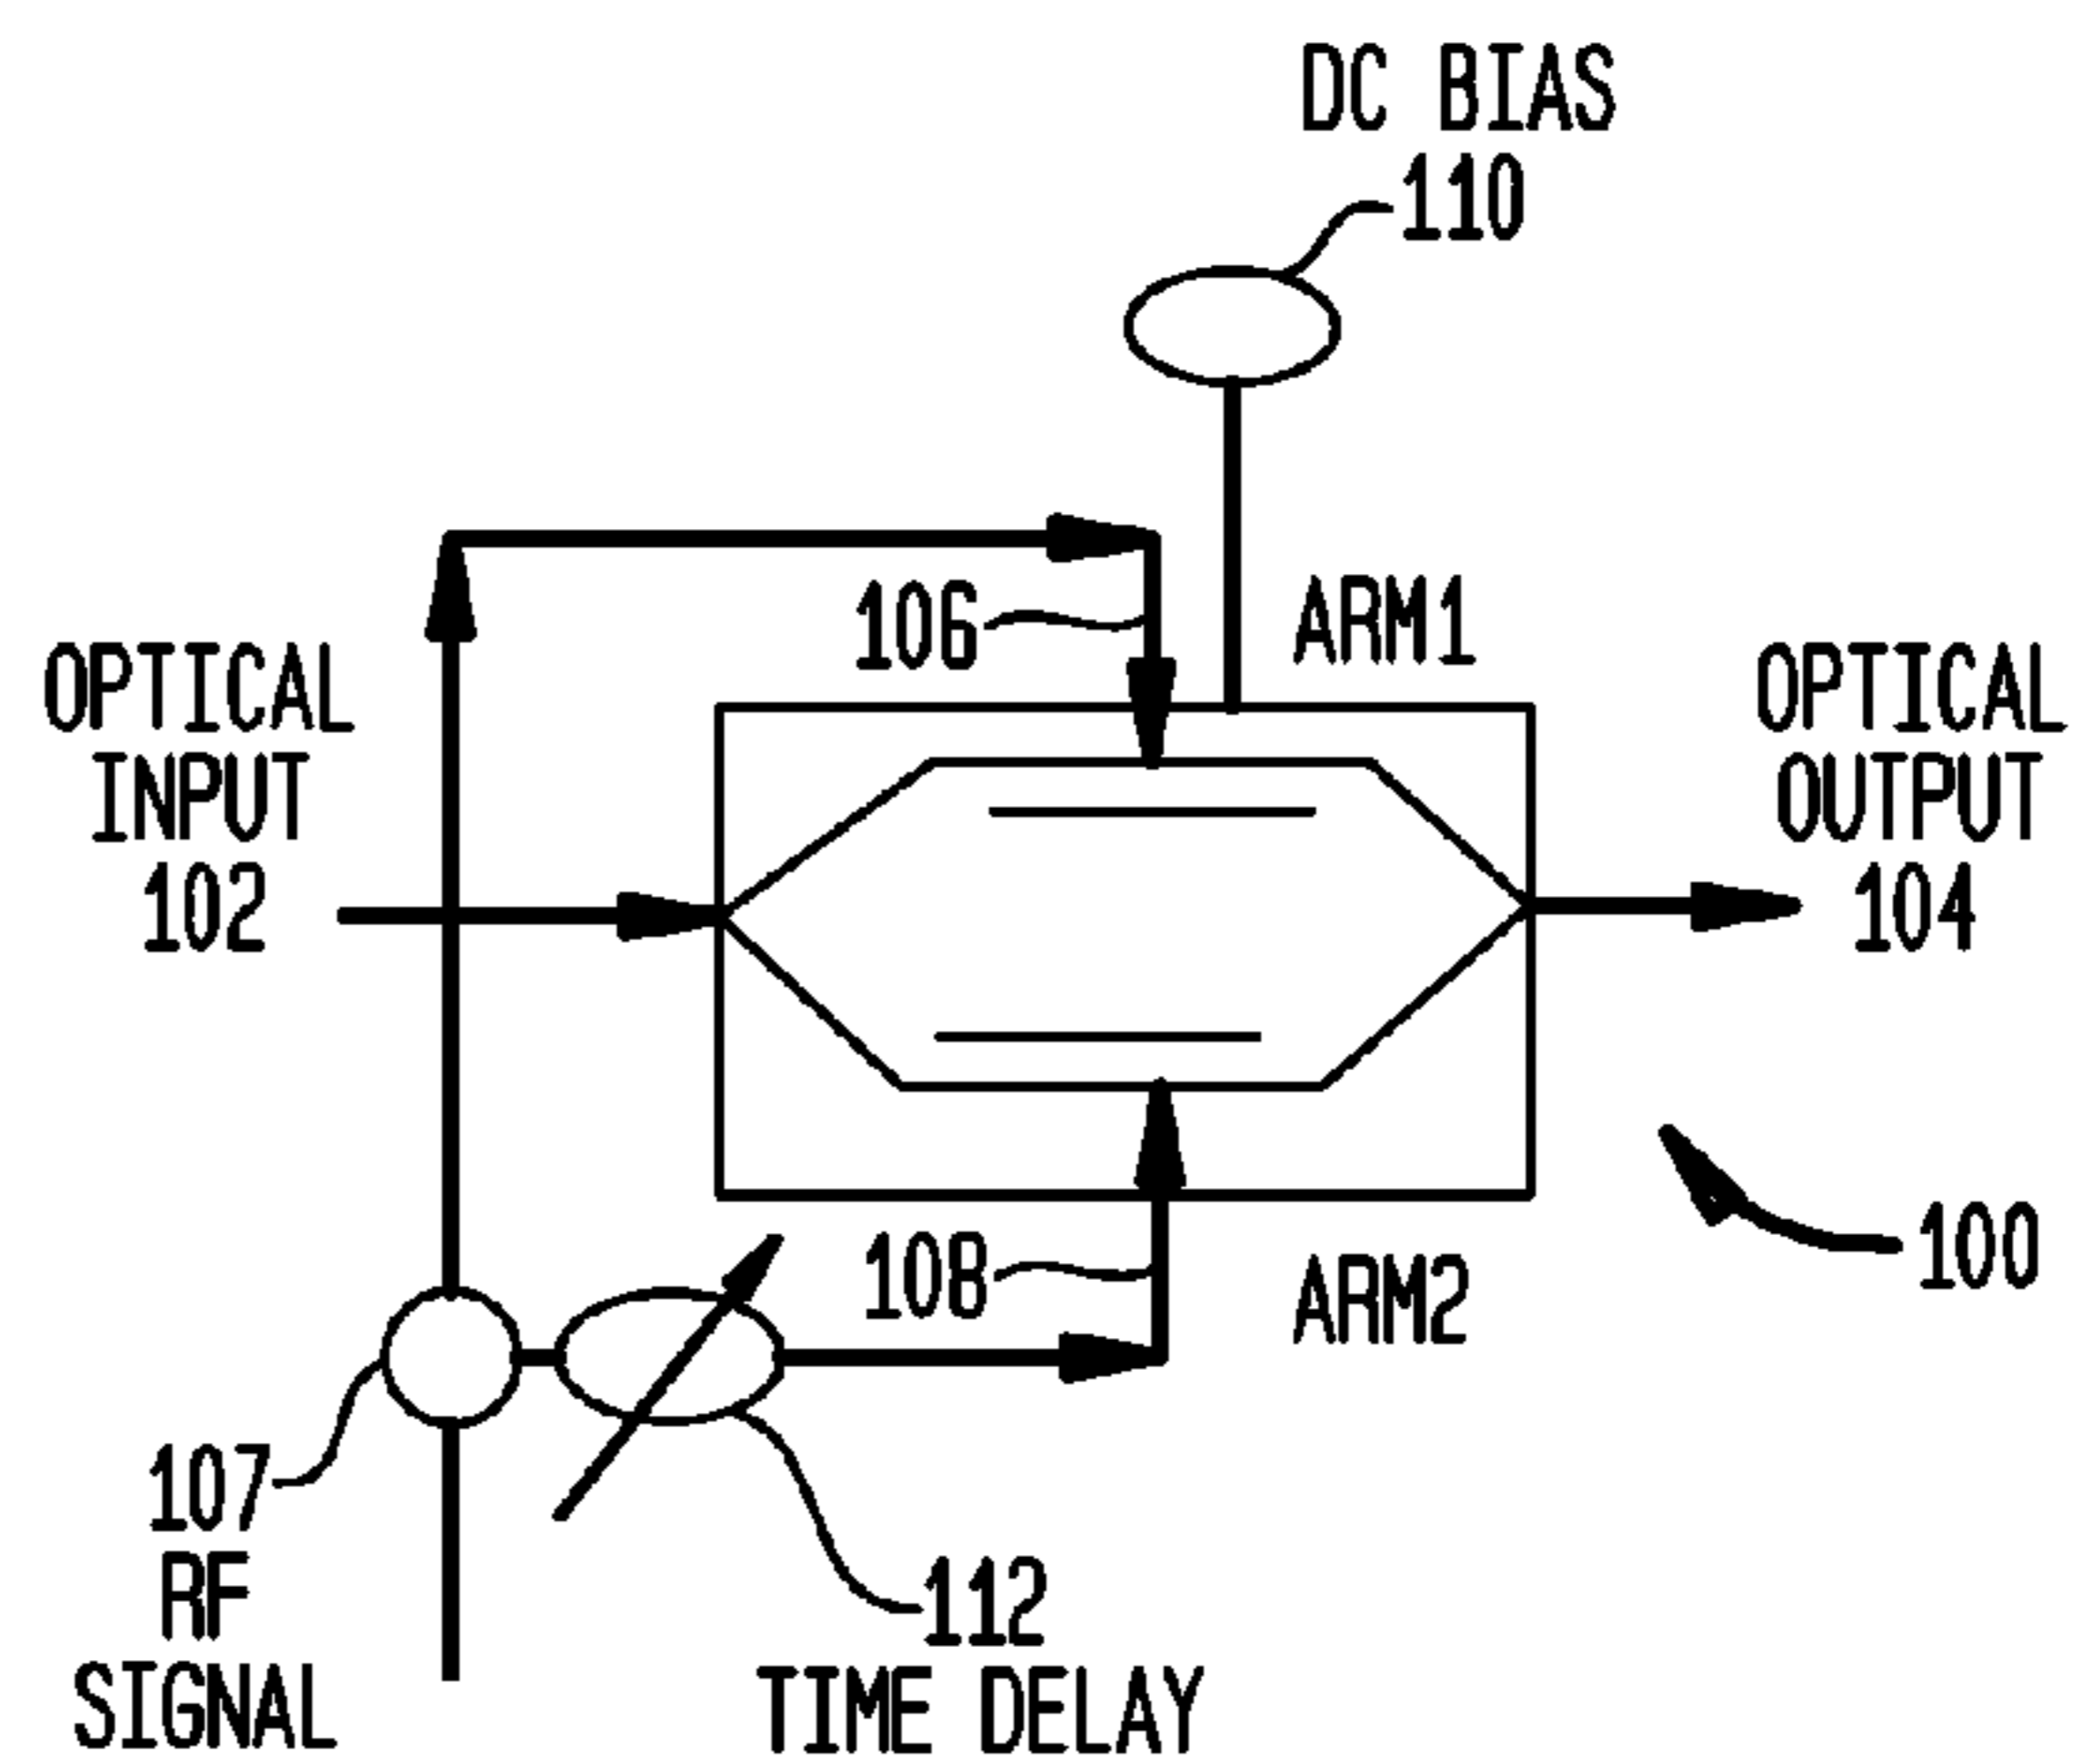 DC BIAS
110
106
ARM1
OPTICAL
INPUT
102
OPTICAL
OUTPUT
104
108
ARM2
100
107
RF
SIGNAL
112
TIME DELAY